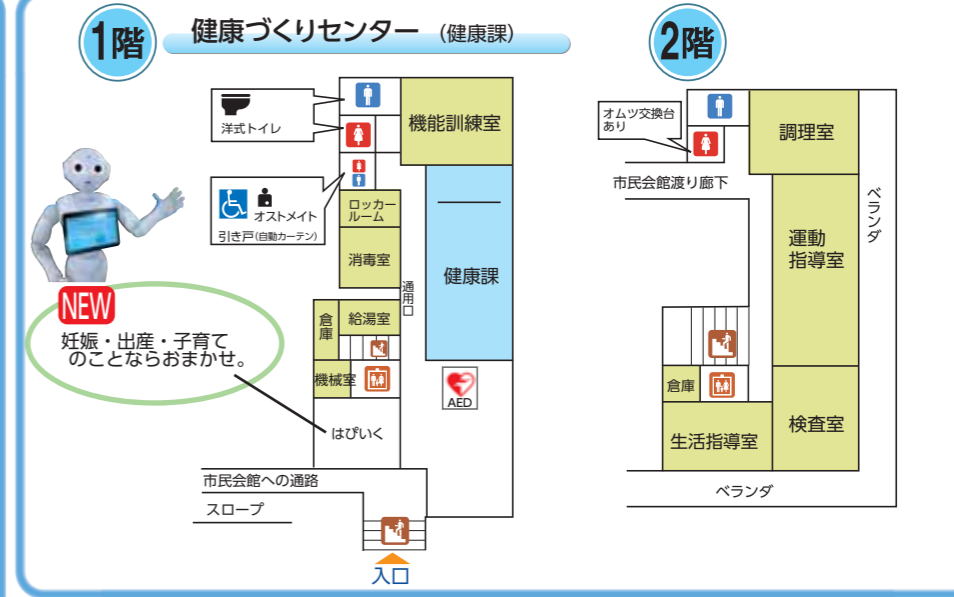 1階
健康づくりセンター (健康課)
洋式トイレ
オストメイト
引き戸(自動カーテン)
機能訓練室
ロッカー
ルーム
消毒室
通用口
健康課
倉庫
給湯室
機械室
AED
はぴいく
NEW
妊娠・出産・子育て
のことならおまかせ。
市民会館への通路
スロープ
入口
2階
オムツ交換台
あり
調理室
市民会館渡り廊下
ベランダ
運動
指導室
倉庫
生活指導室
検査室
ベランダ